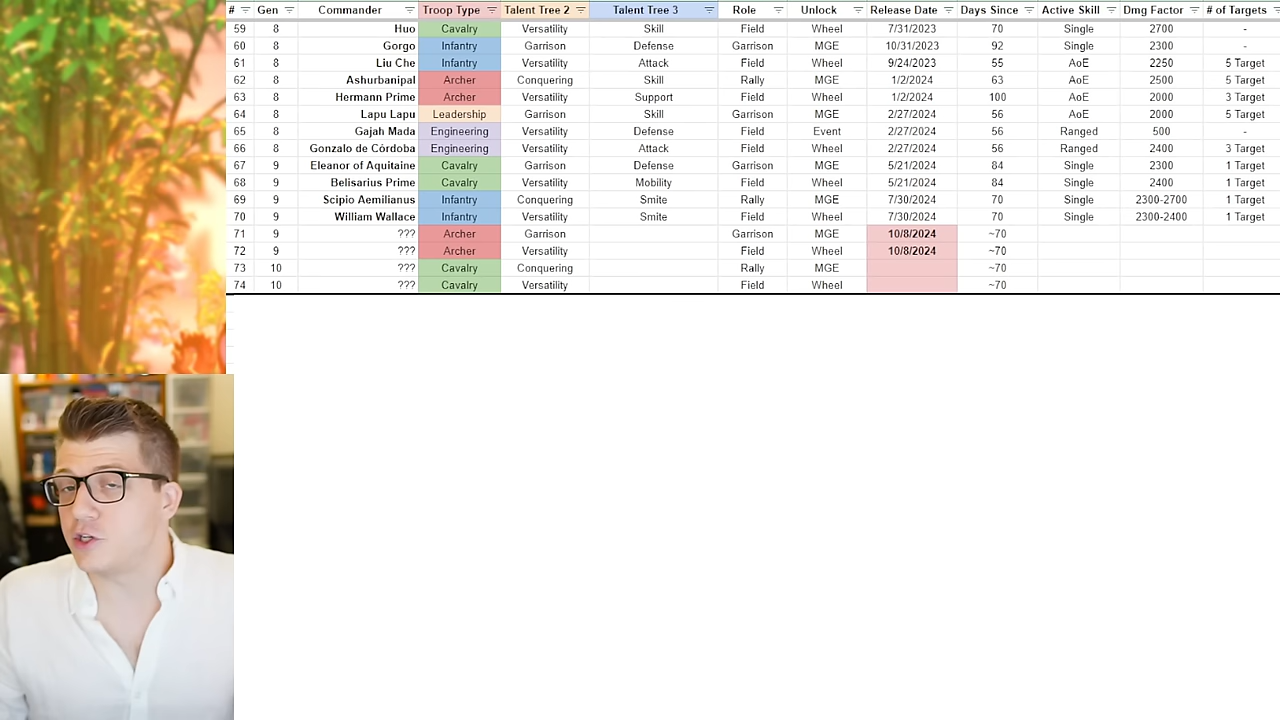 # Gen Commander Troop Type Talent Tree 2 Talent Tree 3 Role Unlock Release Date Days Since Active Skill Dmg Factor # of Targets
59 8 Huo Cavalry Versatility Skill Field Wheel 7/31/2023 70 Single 2700 -
60 8 Gorgo Infantry Garrison Defense Garrison MGE 10/31/2023 92 Single 2300 -
61 8 Liu Che Infantry Versatility Attack Field Wheel 9/24/2023 55 AoE 2250 5 Target
62 8 Ashurbanipal Archer Conquering Skill Rally MGE 1/2/2024 63 AoE 2500 5 Target
63 8 Hermann Prime Archer Versatility Support Field Wheel 1/2/2024 100 AoE 2000 3 Target
64 8 Lapu Lapu Leadership Garrison Skill Garrison MGE 2/27/2024 56 AoE 2000 5 Target
65 8 Gajah Mada Engineering Versatility Defense Field Event 2/27/2024 56 Ranged 500 -
66 8 Gonzalo de Córdoba Engineering Versatility Attack Field Wheel 2/27/2024 56 Ranged 2400 3 Target
67 9 Eleanor of Aquitaine Cavalry Garrison Defense Garrison MGE 5/21/2024 84 Single 2300 1 Target
68 9 Belisarius Prime Cavalry Versatility Mobility Field Wheel 5/21/2024 84 Single 2400 1 Target
69 9 Scipio Aemilianus Infantry Conquering Smite Rally MGE 7/30/2024 70 Single 2300-2700 1 Target
70 9 William Wallace Infantry Versatility Smite Field Wheel 7/30/2024 70 Single 2300-2400 1 Target
71 9 ??? Archer Garrison Garrison MGE 10/8/2024 ~70
72 9 ??? Archer Versatility Field Wheel 10/8/2024 ~70
73 10 ??? Cavalry Conquering Rally MGE ~70
74 10 ??? Cavalry Versatility Field Wheel ~70